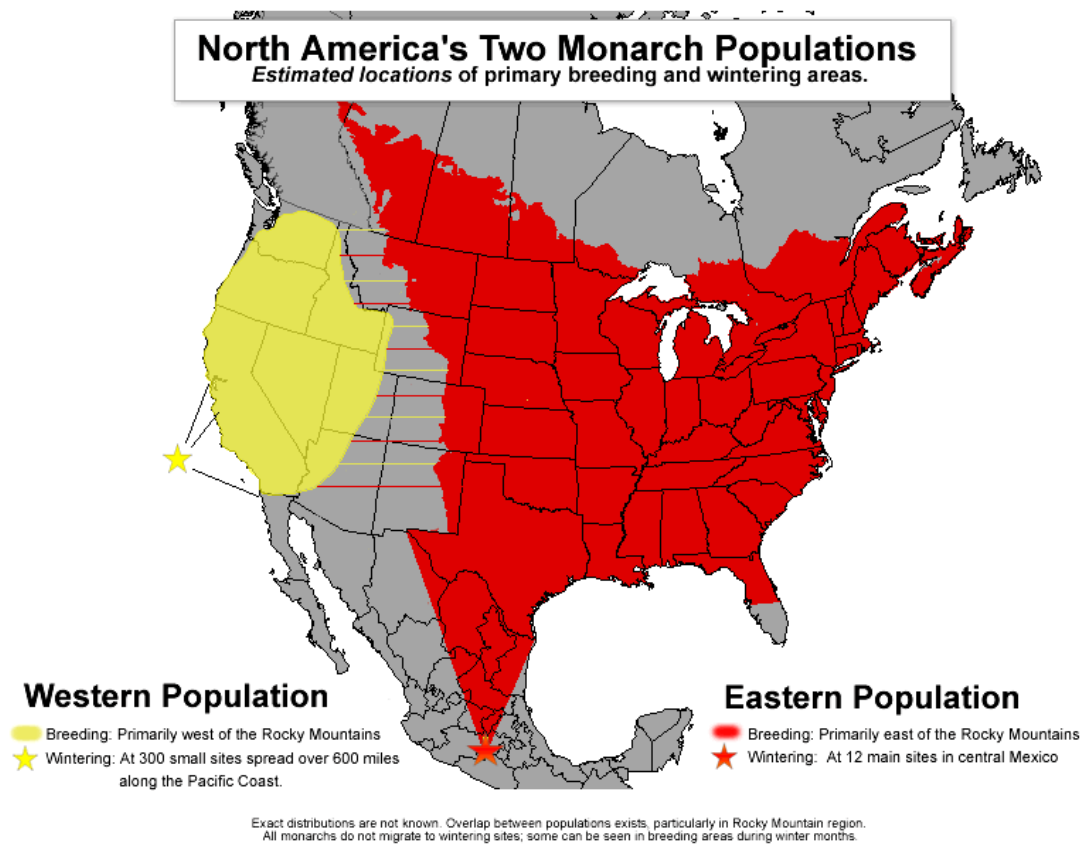 North America's Two Monarch Populations
Estimated locations of primary breeding and wintering areas.
Western Population
Breeding: Primarily west of the Rocky Mountains
Wintering: At 300 small sites spread over 600 miles
along the Pacific Coast.
Eastern Population
Breeding: Primarily east of the Rocky Mountains
Wintering: At 12 main sites in central Mexico
Exact distributions are not known. Overlap between populations exists, particularly in Rocky Mountain region.
All monarchs do not migrate to wintering sites; some can be seen in breeding areas during winter months.